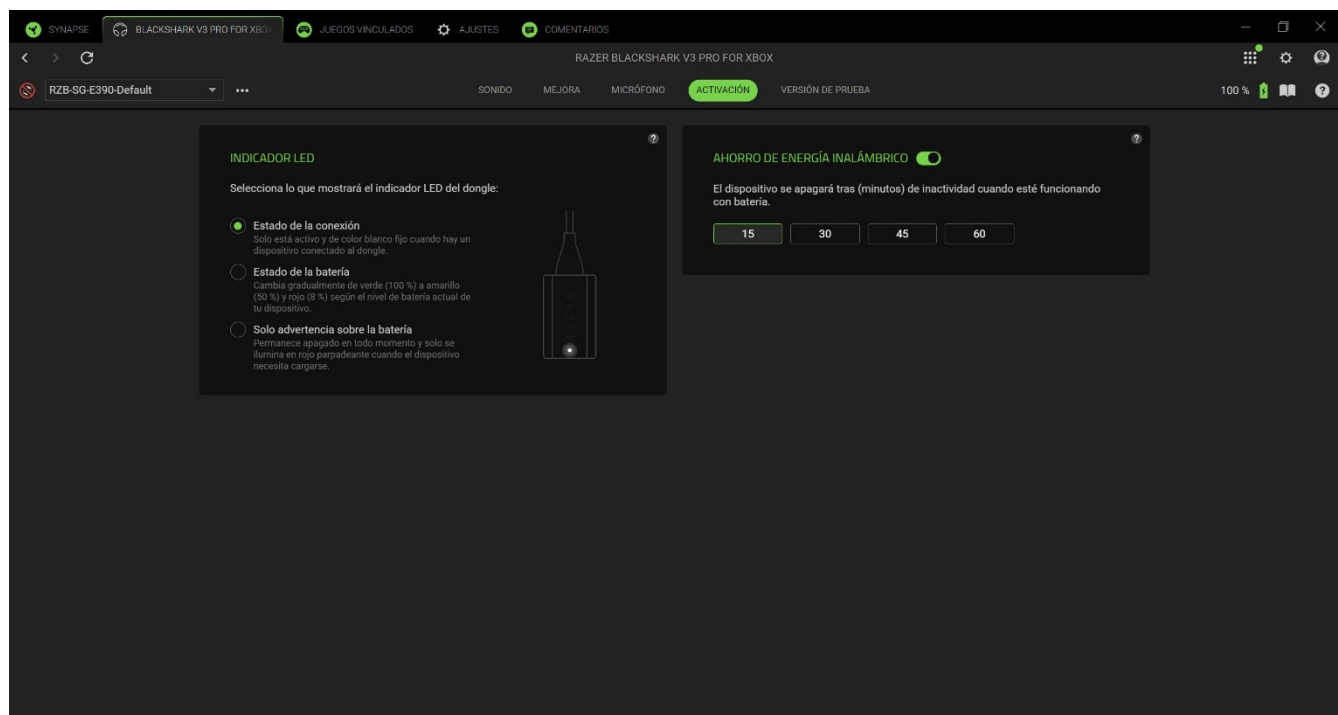 SYNAPSE
BLACKSHARK V3 PRO FOR XBO
JUEGOS VINCULADOS
AJUSTES
COMENTARIOS
RAZER BLACKSHARK V3 PRO FOR XBOX
RZB-SG-E390-Default
SONIDO
MEJORA
MICRÓFONO
ACTIVACIÓN
VERSIÓN DE PRUEBA
100 %
INDICADOR LED
Selecciona lo que mostrará el indicador LED del dongle:
Estado de la conexión
Solo está activo y de color blanco fijo cuando hay un
dispositivo conectado al dongle.
Estado de la batería
Cambia gradualmente de verde (100 %) a amarillo
(50 %) y rojo (8 %) según el nivel de batería actual de
tu dispositivo.
Solo advertencia sobre la batería
Permanece apagado en todo momento y solo se
ilumina en rojo parpadeante cuando el dispositivo
necesita cargarse.
AHORRO DE ENERGÍA INALÁMBRICO
El dispositivo se apagará tras (minutos) de inactividad cuando esté funcionando
con batería.
15
30
45
60